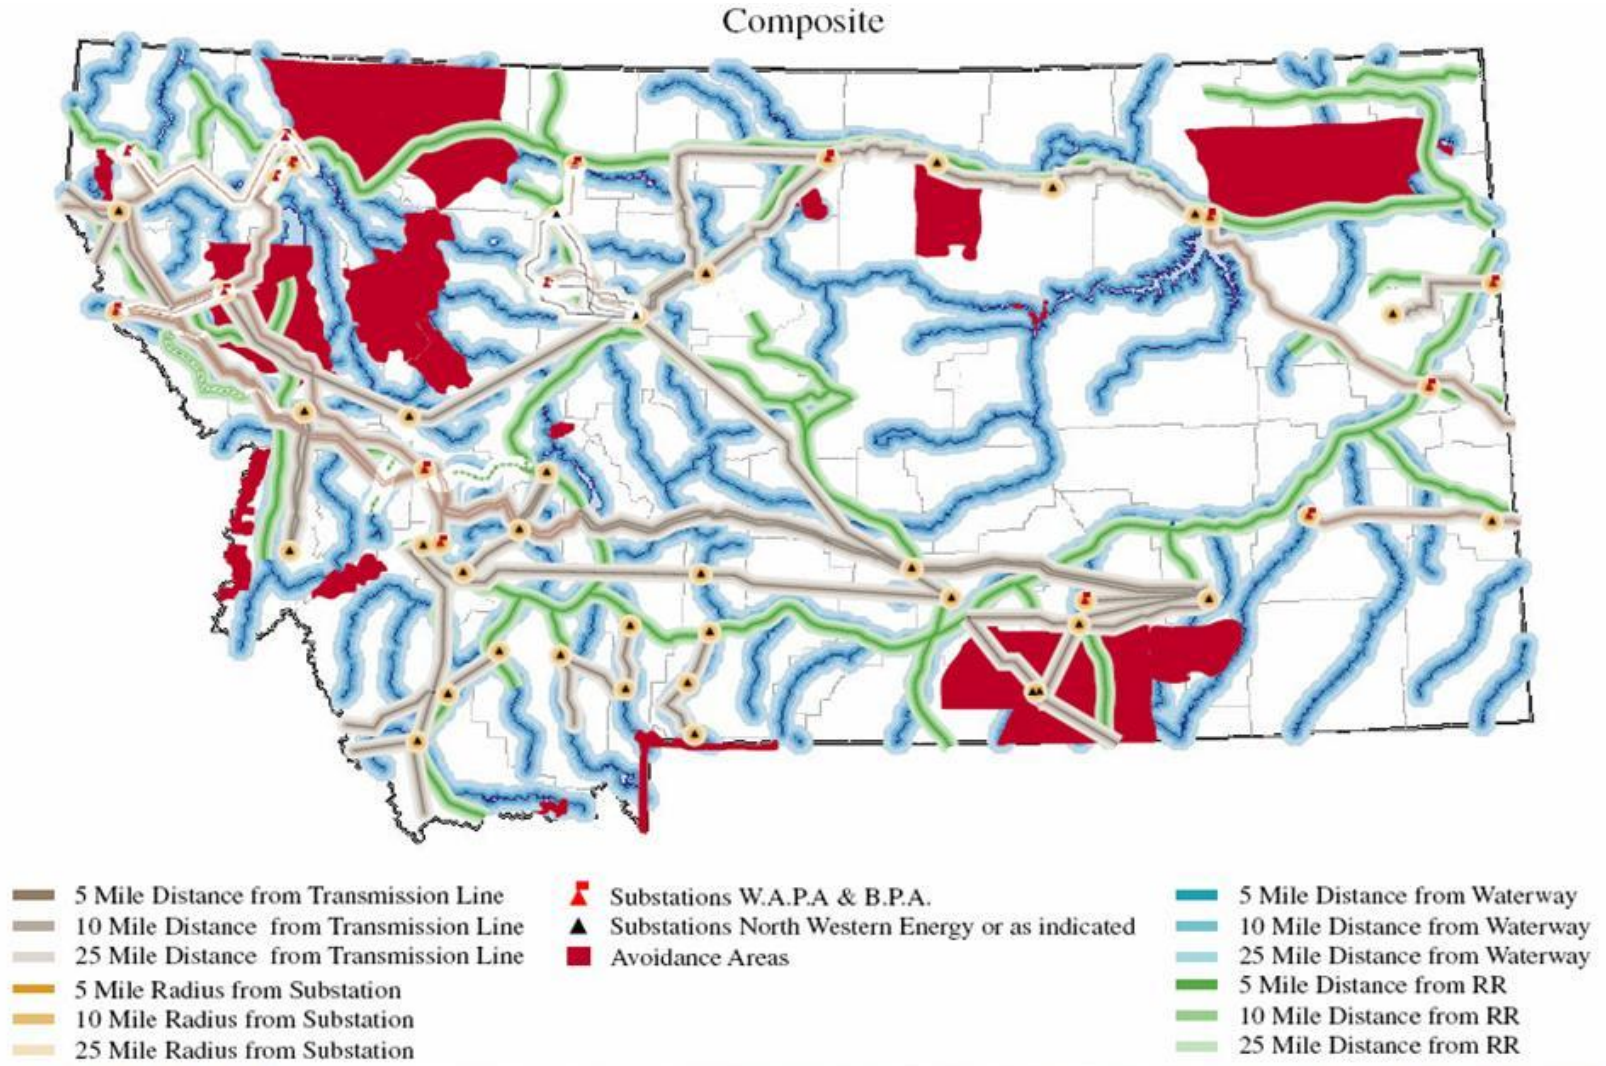 Composite
5 Mile Distance from Transmission Line
10 Mile Distance from Transmission Line
25 Mile Distance from Transmission Line
5 Mile Radius from Substation
10 Mile Radius from Substation
25 Mile Radius from Substation
Substations W.A.P.A & B.P.A.
Substations North Western Energy or as indicated
Avoidance Areas
5 Mile Distance from Waterway
10 Mile Distance from Waterway
25 Mile Distance from Waterway
5 Mile Distance from RR
10 Mile Distance from RR
25 Mile Distance from RR